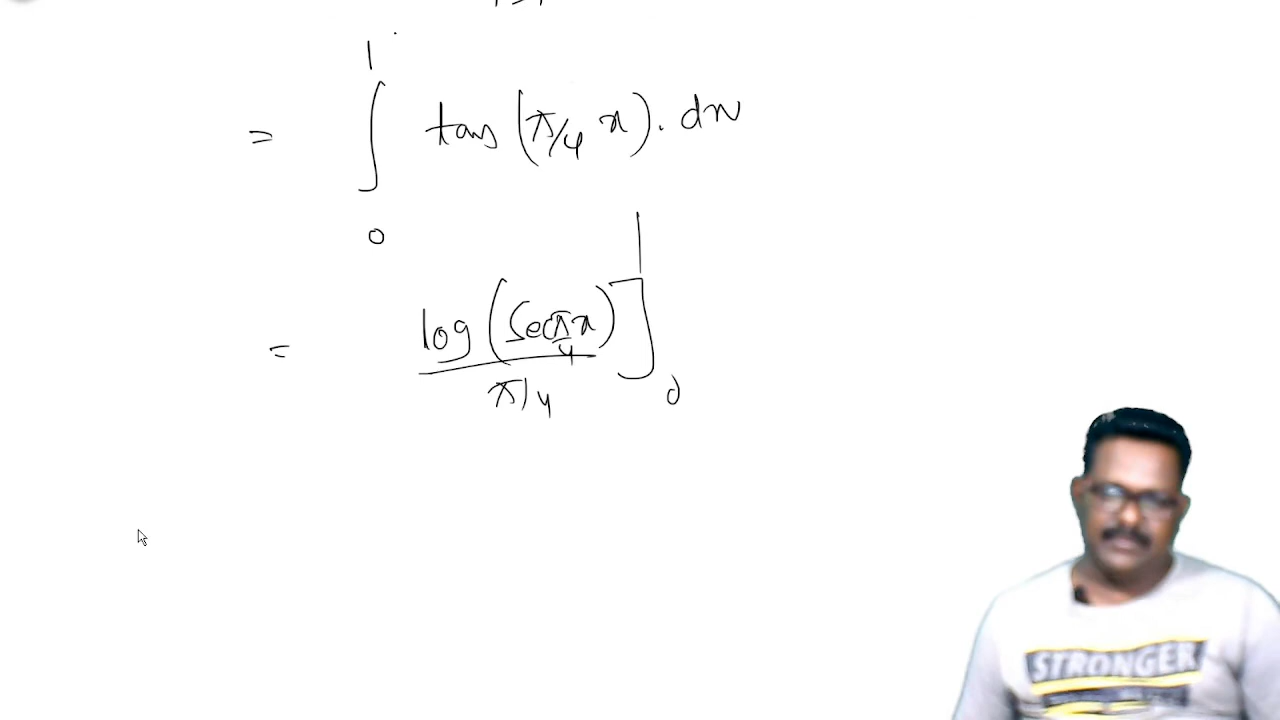 1
= ∫ tan (π/4 x). dx
0
1
= log (Sec π/4 x) ]
π/4
0
STRONGER